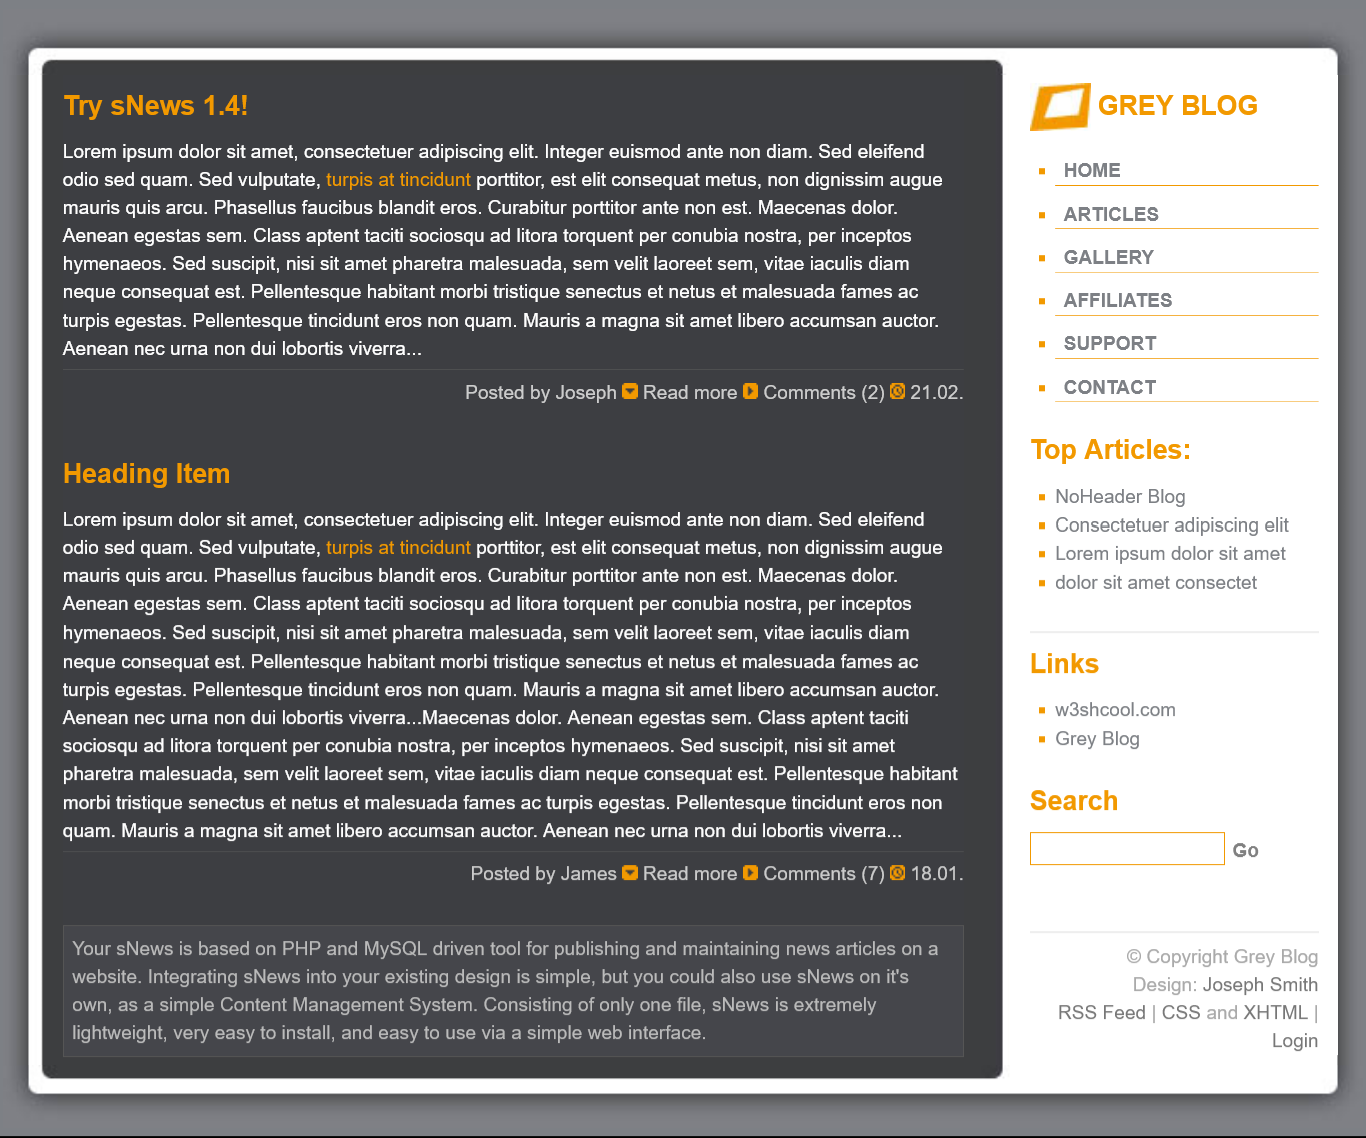 Try sNews 1.4!
Lorem ipsum dolor sit amet, consectetuer adipiscing elit. Integer euismod ante non diam. Sed eleifend
odio sed quam. Sed vulputate, turpis at tincidunt porttitor, est elit consequat metus, non dignissim augue
mauris quis arcu. Phasellus faucibus blandit eros. Curabitur porttitor ante non est. Maecenas dolor.
Aenean egestas sem. Class aptent taciti sociosqu ad litora torquent per conubia nostra, per inceptos
hymenaeos. Sed suscipit, nisi sit amet pharetra malesuada, sem velit laoreet sem, vitae iaculis diam
neque consequat est. Pellentesque habitant morbi tristique senectus et netus et malesuada fames ac
turpis egestas. Pellentesque tincidunt eros non quam. Mauris a magna sit amet libero accumsan auctor.
Aenean nec urna non dui lobortis viverra...
Posted by Joseph Read more Comments (2) 21.02.
Heading Item
Lorem ipsum dolor sit amet, consectetuer adipiscing elit. Integer euismod ante non diam. Sed eleifend
odio sed quam. Sed vulputate, turpis at tincidunt porttitor, est elit consequat metus, non dignissim augue
mauris quis arcu. Phasellus faucibus blandit eros. Curabitur porttitor ante non est. Maecenas dolor.
Aenean egestas sem. Class aptent taciti sociosqu ad litora torquent per conubia nostra, per inceptos
hymenaeos. Sed suscipit, nisi sit amet pharetra malesuada, sem velit laoreet sem, vitae iaculis diam
neque consequat est. Pellentesque habitant morbi tristique senectus et netus et malesuada fames ac
turpis egestas. Pellentesque tincidunt eros non quam. Mauris a magna sit amet libero accumsan auctor.
Aenean nec urna non dui lobortis viverra...Maecenas dolor. Aenean egestas sem. Class aptent taciti
sociosqu ad litora torquent per conubia nostra, per inceptos hymenaeos. Sed suscipit, nisi sit amet
pharetra malesuada, sem velit laoreet sem, vitae iaculis diam neque consequat est. Pellentesque habitant
morbi tristique senectus et netus et malesuada fames ac turpis egestas. Pellentesque tincidunt eros non
quam. Mauris a magna sit amet libero accumsan auctor. Aenean nec urna non dui lobortis viverra...
Posted by James Read more Comments (7) 18.01.
Your sNews is based on PHP and MySQL driven tool for publishing and maintaining news articles on a
website. Integrating sNews into your existing design is simple, but you could also use sNews on it's
own, as a simple Content Management System. Consisting of only one file, sNews is extremely
lightweight, very easy to install, and easy to use via a simple web interface.
GREY BLOG
HOME
ARTICLES
GALLERY
AFFILIATES
SUPPORT
CONTACT
Top Articles:
NoHeader Blog
Consectetuer adipiscing elit
Lorem ipsum dolor sit amet
dolor sit amet consectet
Links
w3shcool.com
Grey Blog
Search
Go
© Copyright Grey Blog
Design: Joseph Smith
RSS Feed | CSS and XHTML |
Login